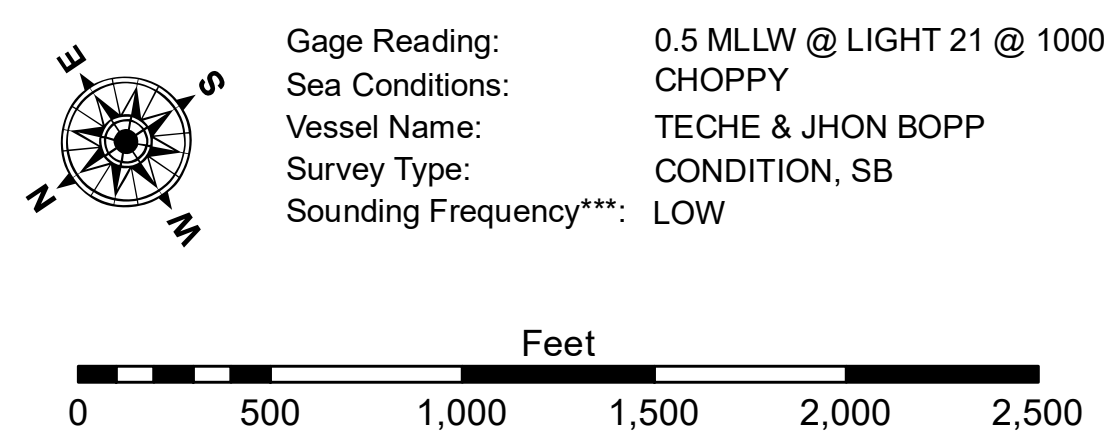 E
S
N
W
Gage Reading: 0.5 MLLW @ LIGHT 21 @ 1000
Sea Conditions: CHOPPY
Vessel Name: TECHE & JHON BOPP
Survey Type: CONDITION, SB
Sounding Frequency***: LOW
Feet
0 500 1,000 1,500 2,000 2,500